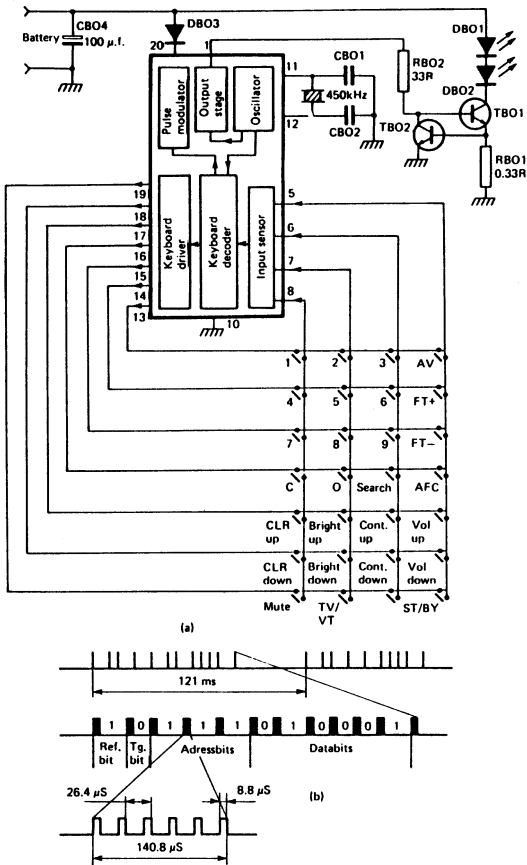 Battery
CBO4
100 μ.f.
DBO3
20
1
11
CBO1
450kHz
12
CBO2
RBO2
33R
DBO1
DBO2
TBO2
TBO1
RBO1
0.33R
Pulse modulator
Output stage
Oscillator
Keyboard driver
Keyboard decoder
Input sensor
19
18
17
16
15
14
13
5
6
7
8
10
1 2 3 AV
4 5 6 FT+
7 8 9 FT−
C O Search AFC
CLR up Bright up Cont. up Vol up
CLR down Bright down Cont. down Vol down
Mute TV/VT ST/BY
(a)
121 ms
1 0 1 1 1 1 0 1 0 0 0 1
Ref. bit
Tg. bit
Adressbits
Databits
26.4 μS
8.8 μS
(b)
140.8 μS